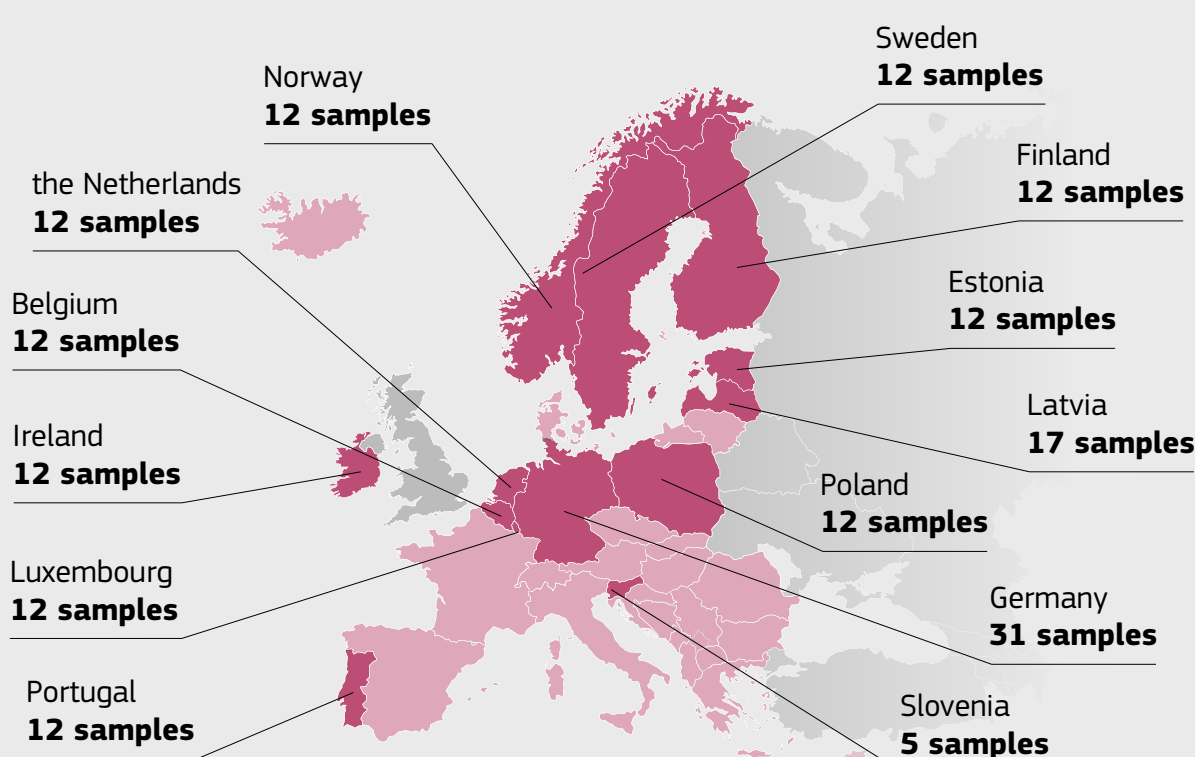 Sweden
12 samples
Norway
12 samples
Finland
12 samples
the Netherlands
12 samples
Estonia
12 samples
Belgium
12 samples
Latvia
17 samples
Ireland
12 samples
Poland
12 samples
Luxembourg
12 samples
Germany
31 samples
Portugal
12 samples
Slovenia
5 samples